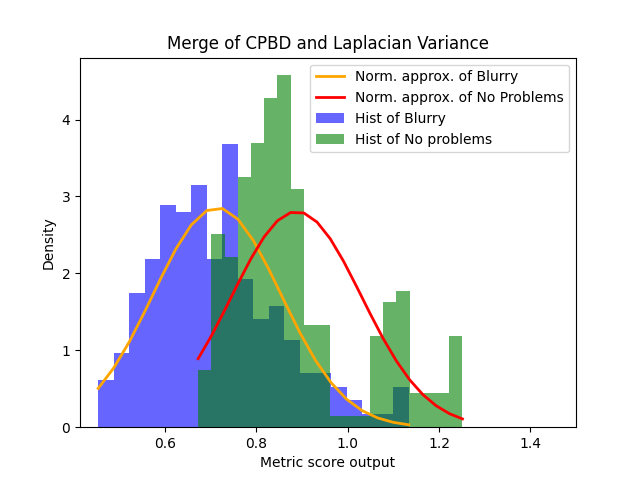 Merge of CPBD and Laplacian Variance
Norm. approx. of Blurry
Norm. approx. of No Problems
Hist of Blurry
Hist of No problems
Density
4
3
2
1
0
0.6 0.8 1.0 1.2 1.4
Metric score output